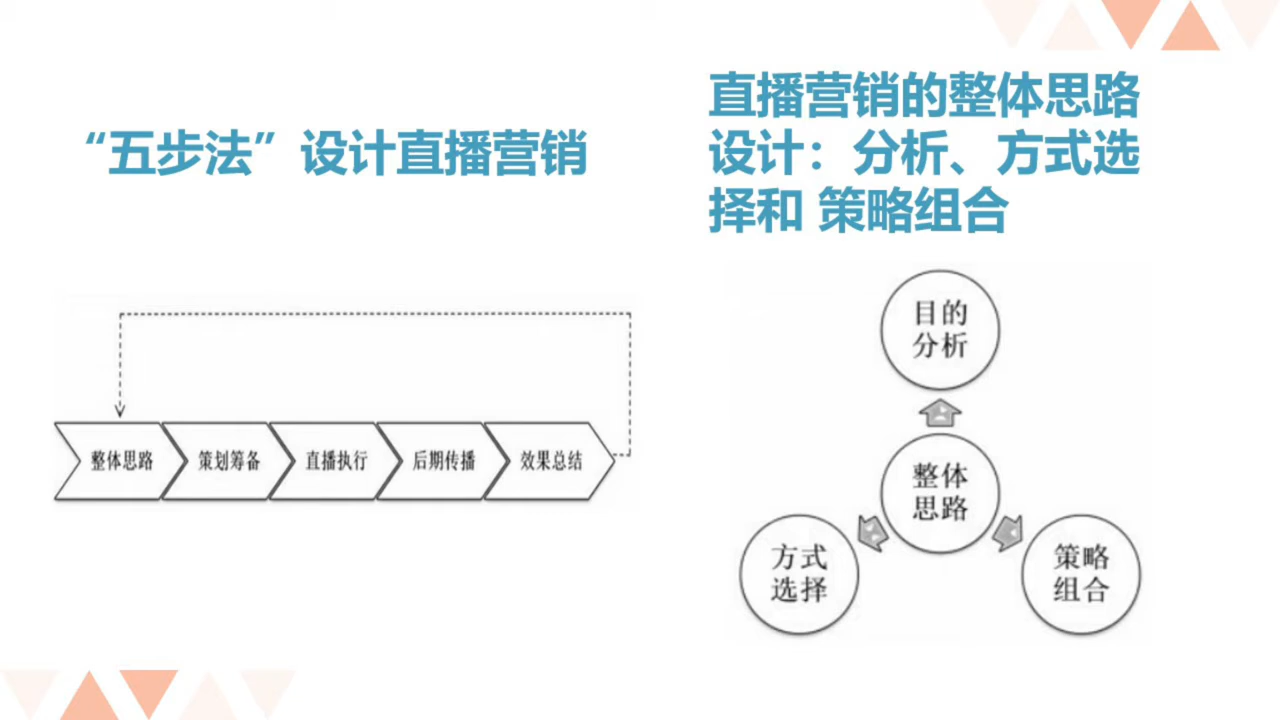 “五步法”设计直播营销
整体思路
策划筹备
直播执行
后期传播
效果总结
直播营销的整体思路
设计：分析、方式选
择和 策略组合
目的
分析
整体
思路
方式
选择
策略
组合